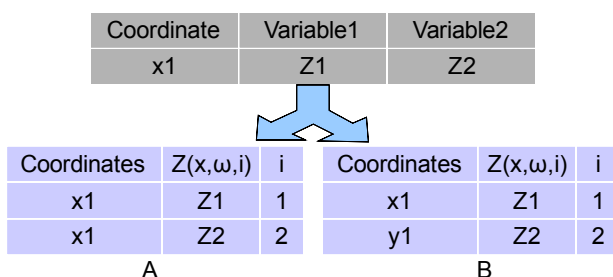 Coordinate Variable1 Variable2
x1 Z1 Z2
Coordinates Z(x,ω,i) i
x1 Z1 1
x1 Z2 2
A
Coordinates Z(x,ω,i) i
x1 Z1 1
y1 Z2 2
B